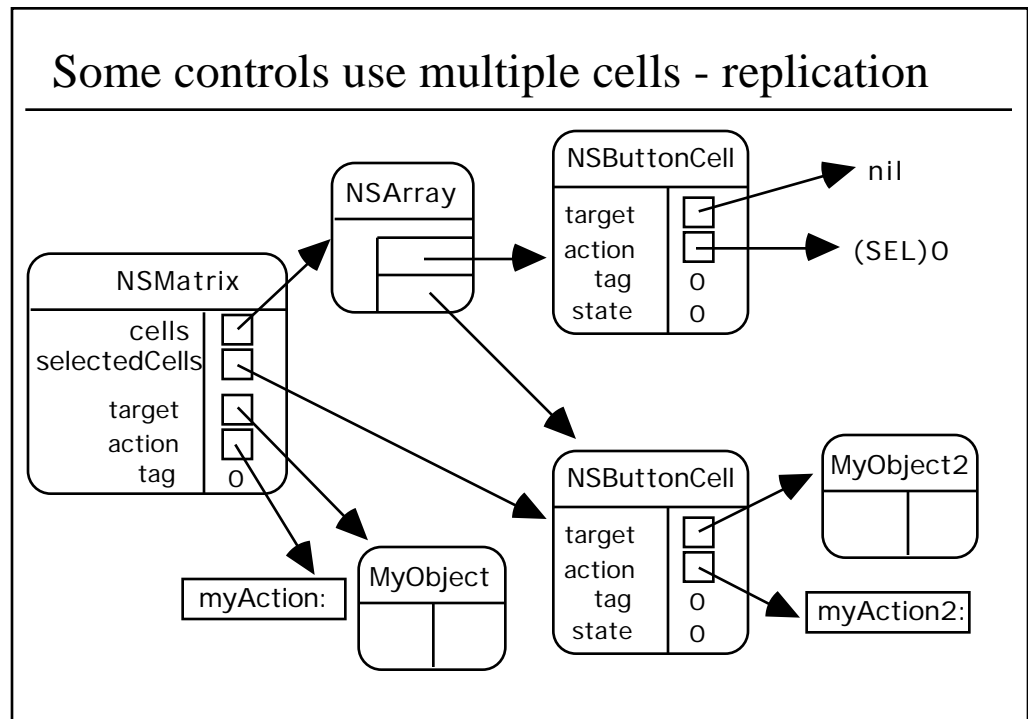 Some controls use multiple cells - replication
NSMatrix
cells
selectedCells
target
action
tag 0
NSArray
NSButtonCell
target
action
tag 0
state 0
nil
(SEL)0
NSButtonCell
target
action
tag 0
state 0
MyObject2
myAction2:
MyObject
myAction: